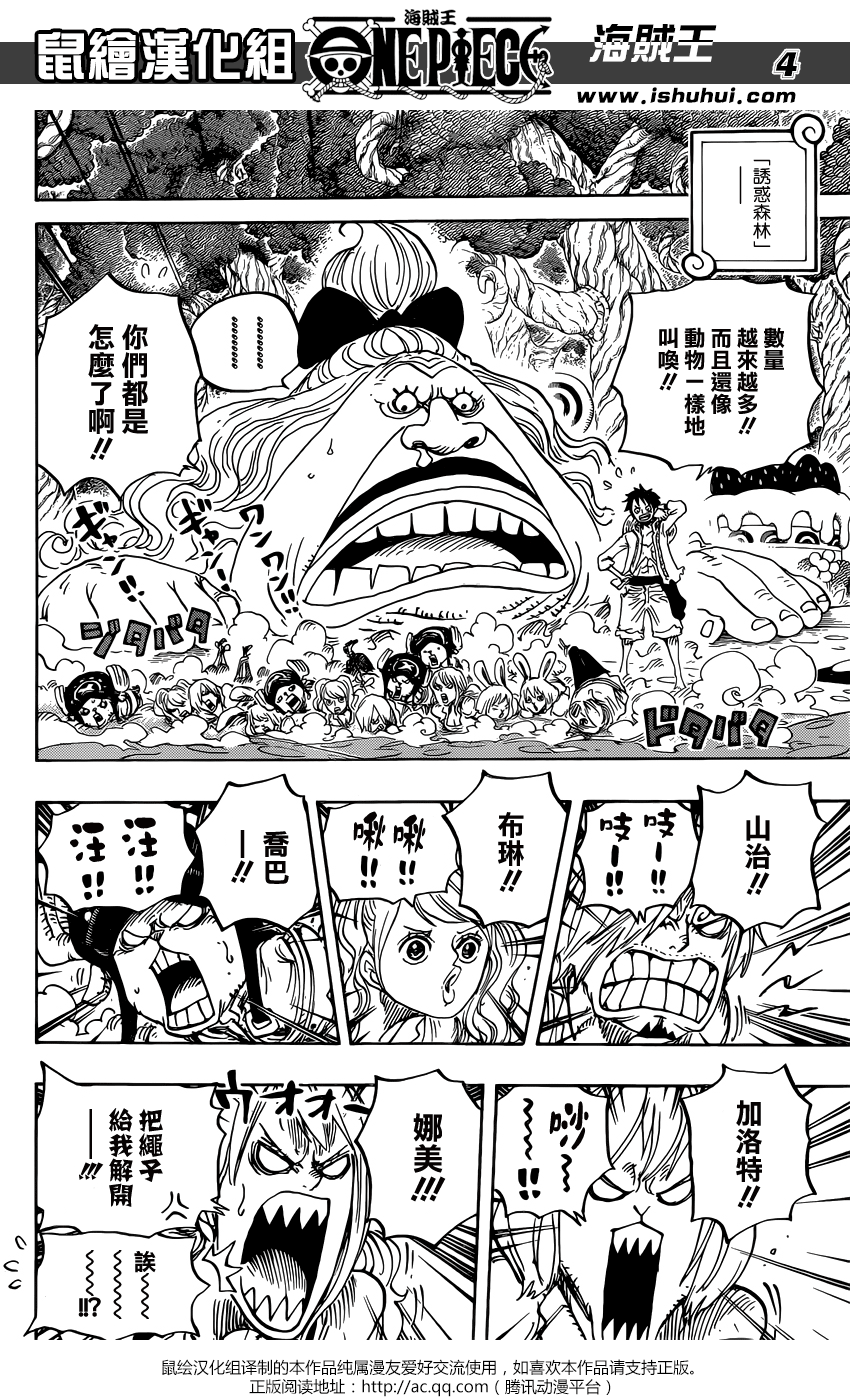 鼠繪漢化組
海賊王
ONE PIECE
海賊王
4
www.ishuhui.com
「誘惑森林」
——
數量
越來越多!!
而且還像
動物一樣地
叫喚!!
…………
…………
你們都是
怎麼了啊!!
ギャン!!
ギャン!!
ワンワン!!
ジタバタ
ドタバタ
山治!!
吱——!!
吱——!!
布琳!!
啾!!
啾!!
喬巴
——!!
汪!!
汪!!
加洛特!!
吵
〜〜!!
娜美!!!
ウオオー
把繩子
給我解開
——!!!
誒
〜〜〜
〜〜〜〜
〜〜〜!!?
鼠绘汉化组译制的本作品纯属漫友爱好交流使用，如喜欢本作品请支持正版。
正版阅读地址：http://ac.qq.com（腾讯动漫平台）